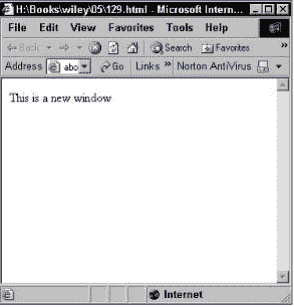 H:\Books\wiley\05\129.html - Microsoft Intern...
File Edit View Favorites Tools Help
Back Search Favorites »
Address abo Go Links » Norton AntiVirus
This is a new window
Internet